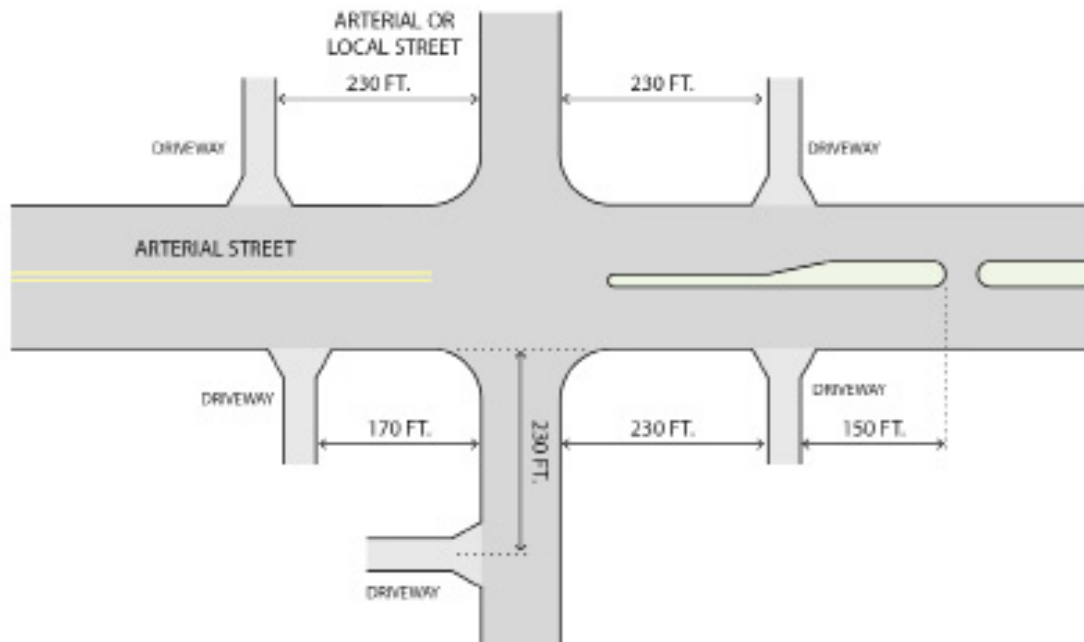 ARTERIAL OR
LOCAL STREET
230 FT.
230 FT.
DRIVEWAY
DRIVEWAY
ARTERIAL STREET
DRIVEWAY
DRIVEWAY
170 FT.
230 FT.
230 FT.
150 FT.
DRIVEWAY